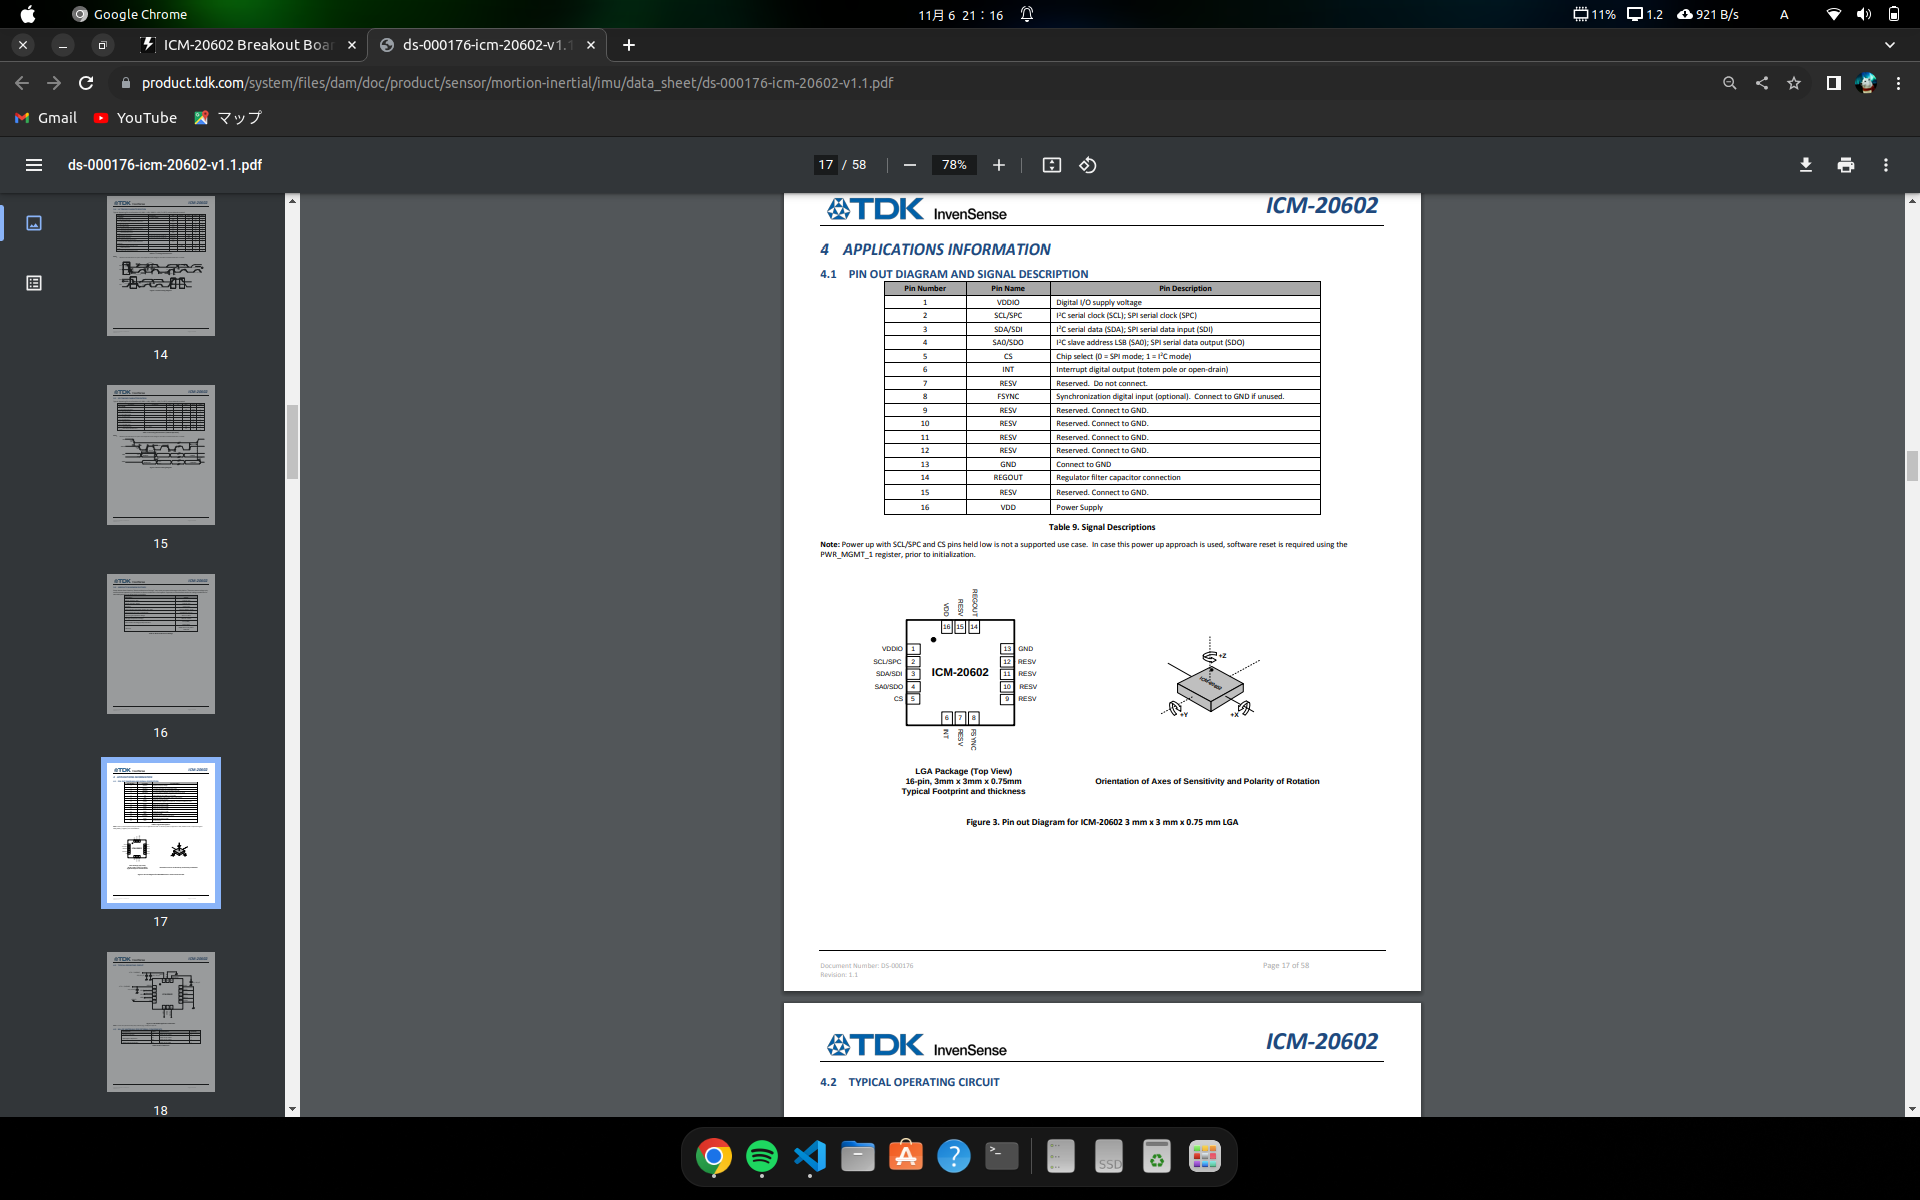 Google Chrome
11月 6 21：16
11%
1.2
921 B/s
A
ICM-20602 Breakout Boa
ds-000176-icm-20602-v1.1
product.tdk.com/system/files/dam/doc/product/sensor/mortion-inertial/imu/data_sheet/ds-000176-icm-20602-v1.1.pdf
Gmail
YouTube
マップ
ds-000176-icm-20602-v1.1.pdf
17 / 58
78%
14
15
16
17
18
TDK InvenSense
ICM-20602
4 APPLICATIONS INFORMATION
4.1 PIN OUT DIAGRAM AND SIGNAL DESCRIPTION
Pin Number Pin Name Pin Description
1 VDDIO Digital I/O supply voltage
2 SCL/SPC I²C serial clock (SCL); SPI serial clock (SPC)
3 SDA/SDI I²C serial data (SDA); SPI serial data input (SDI)
4 SA0/SDO I²C slave address LSB (SA0); SPI serial data output (SDO)
5 CS Chip select (0 = SPI mode; 1 = I²C mode)
6 INT Interrupt digital output (totem pole or open-drain)
7 RESV Reserved. Do not connect.
8 FSYNC Synchronization digital input (optional). Connect to GND if unused.
9 RESV Reserved. Connect to GND.
10 RESV Reserved. Connect to GND.
11 RESV Reserved. Connect to GND.
12 RESV Reserved. Connect to GND.
13 GND Connect to GND
14 REGOUT Regulator filter capacitor connection
15 RESV Reserved. Connect to GND.
16 VDD Power Supply
Table 9. Signal Descriptions
Note: Power up with SCL/SPC and CS pins held low is not a supported use case. In case this power up approach is used, software reset is required using the
PWR_MGMT_1 register, prior to initialization.
VDD RESV REGOUT
16 15 14
VDDIO 1 13 GND
SCL/SPC 2 12 RESV
SDA/SDI 3 ICM-20602 11 RESV
SA0/SDO 4 10 RESV
CS 5 9 RESV
6 7 8
INT RESV FSYNC
+Z
ICM-20602
+Y
+X
LGA Package (Top View)
16-pin, 3mm x 3mm x 0.75mm
Typical Footprint and thickness
Orientation of Axes of Sensitivity and Polarity of Rotation
Figure 3. Pin out Diagram for ICM-20602 3 mm x 3 mm x 0.75 mm LGA
Document Number: DS-000176
Revision: 1.1
Page 17 of 58
TDK InvenSense
ICM-20602
4.2 TYPICAL OPERATING CIRCUIT
SSD